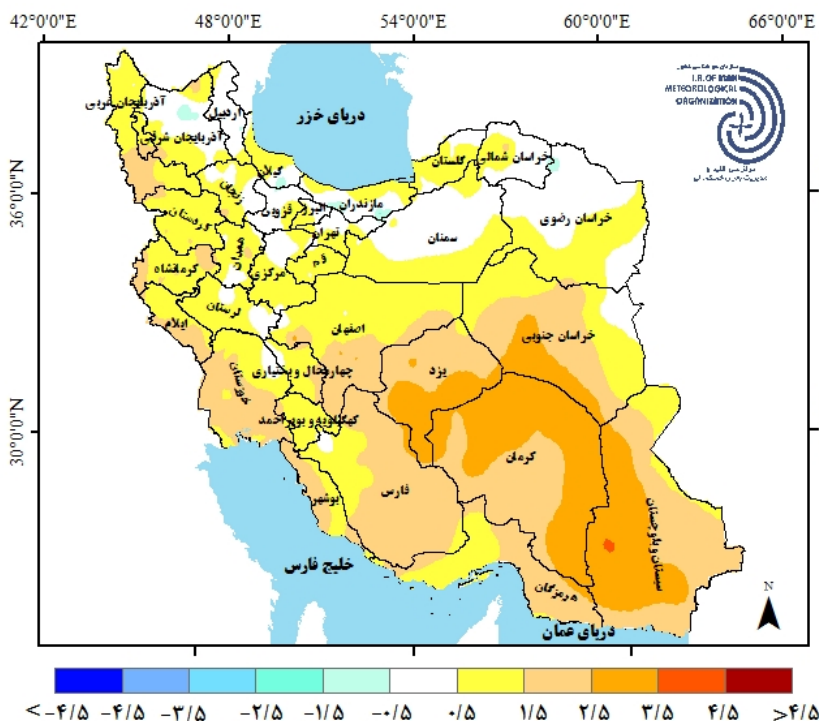 42°0'0"E 48°0'0"E 54°0'0"E 60°0'0"E 66°0'0"E
36°0'0"N
30°0'0"N
I.R. OF IRAN
METEOROLOGICAL
ORGANIZATION
دریای خزر
آذربایجان غربی
اردبیل
آذربایجان شرقی
گیلان
زنجان
گلستان
خراسان شمالی
مازندران
البرز
قزوین
کردستان
تهران
سمنان
خراسان رضوی
همدان
قم
مرکزی
کرمانشاه
لرستان
ایلام
اصفهان
خراسان جنوبی
یزد
چهارمحال و بختیاری
خوزستان
کهگیلویه و بویراحمد
کرمان
فارس
بوشهر
سیستان و بلوچستان
خلیج فارس
هرمزگان
دریای عمان
N
< -۴/۵ -۴/۵ -۳/۵ -۲/۵ -۱/۵ -۰/۵ ۰/۵ ۱/۵ ۲/۵ ۳/۵ ۴/۵ >۴/۵